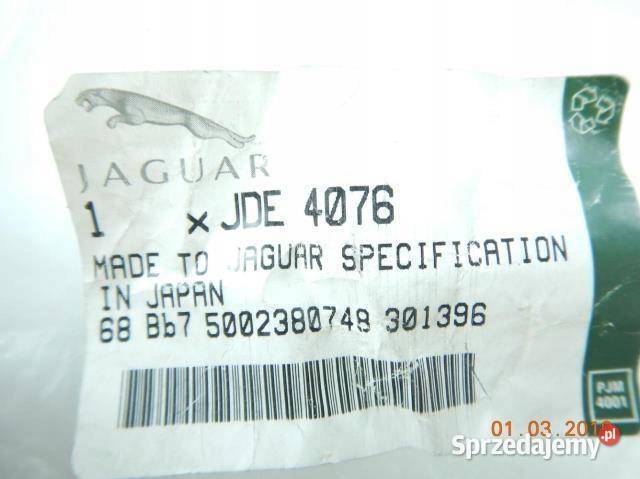 JAGUAR
1 x JDE 4076
MADE TO JAGUAR SPECIFICATION
IN JAPAN
68 Bb7 5002380748 301396
PJM
4001
01.03
Sprzedajemy.pl